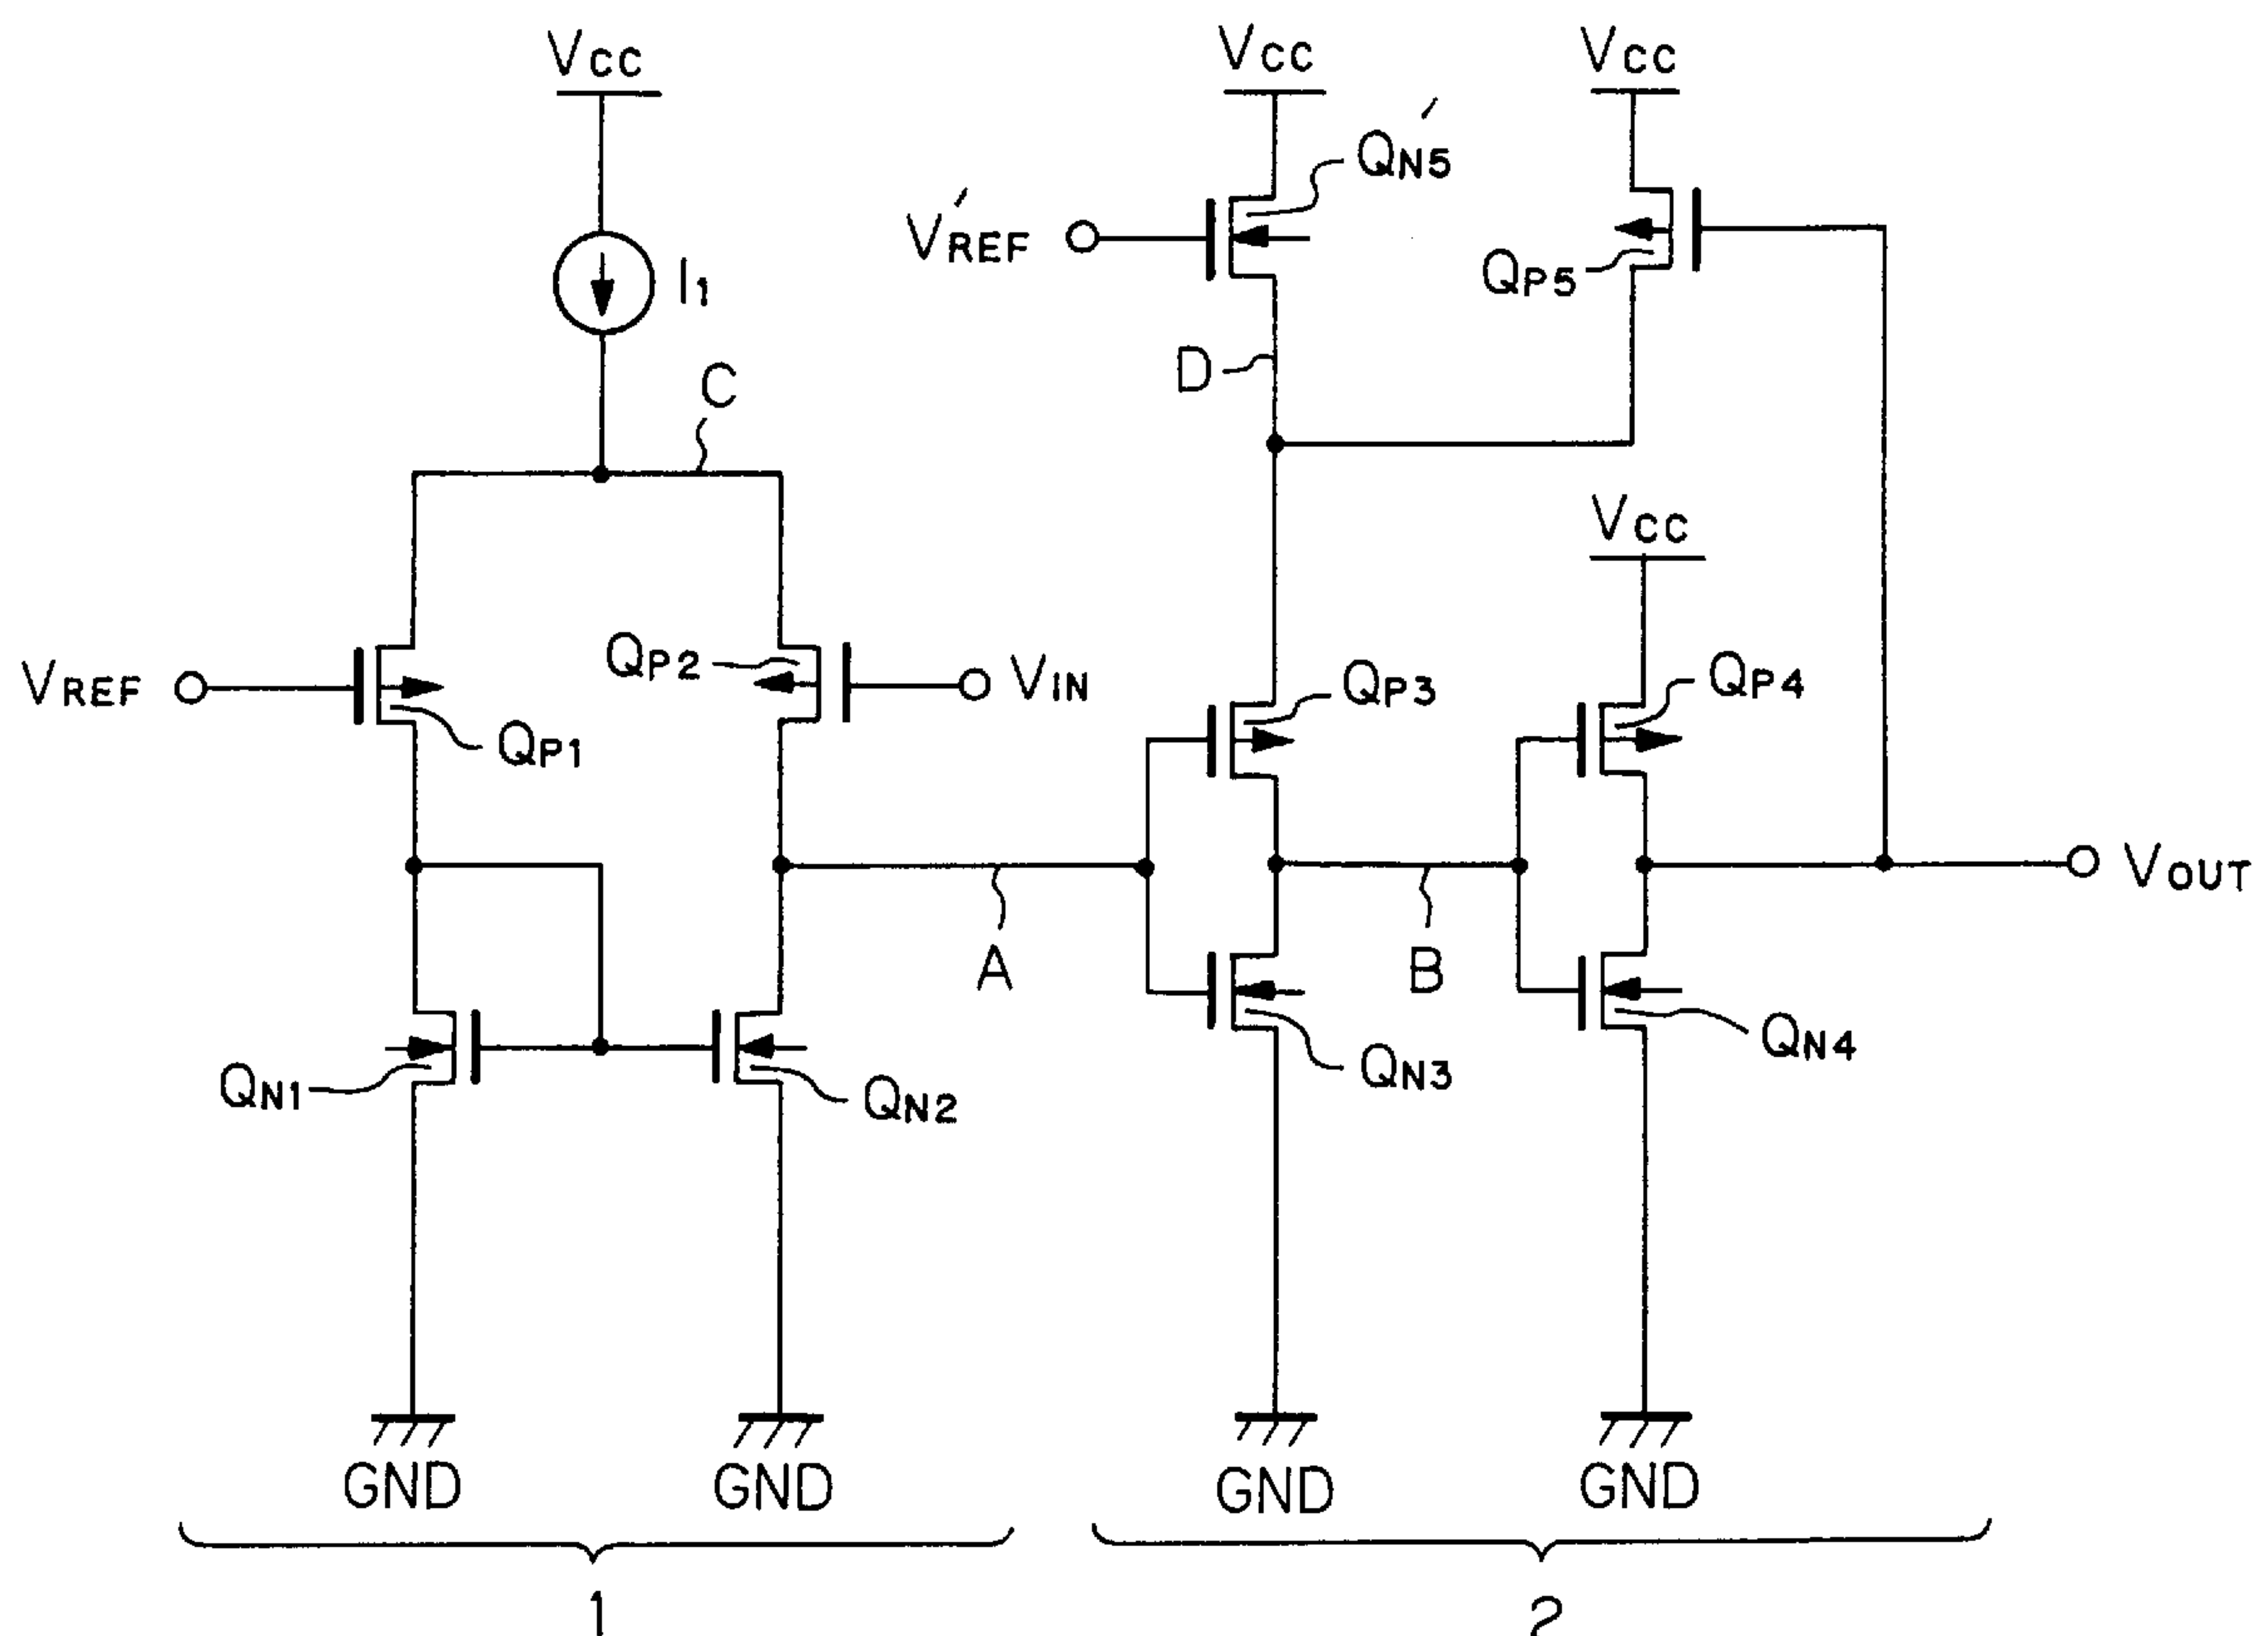 Vcc
Vcc
Vcc
QN5'
V'REF
I1
QP5
D
C
Vcc
QP2
VIN
QP3
QP4
VREF
QP1
VOUT
A
B
QN1
QN2
QN3
QN4
GND
GND
GND
GND
1
2